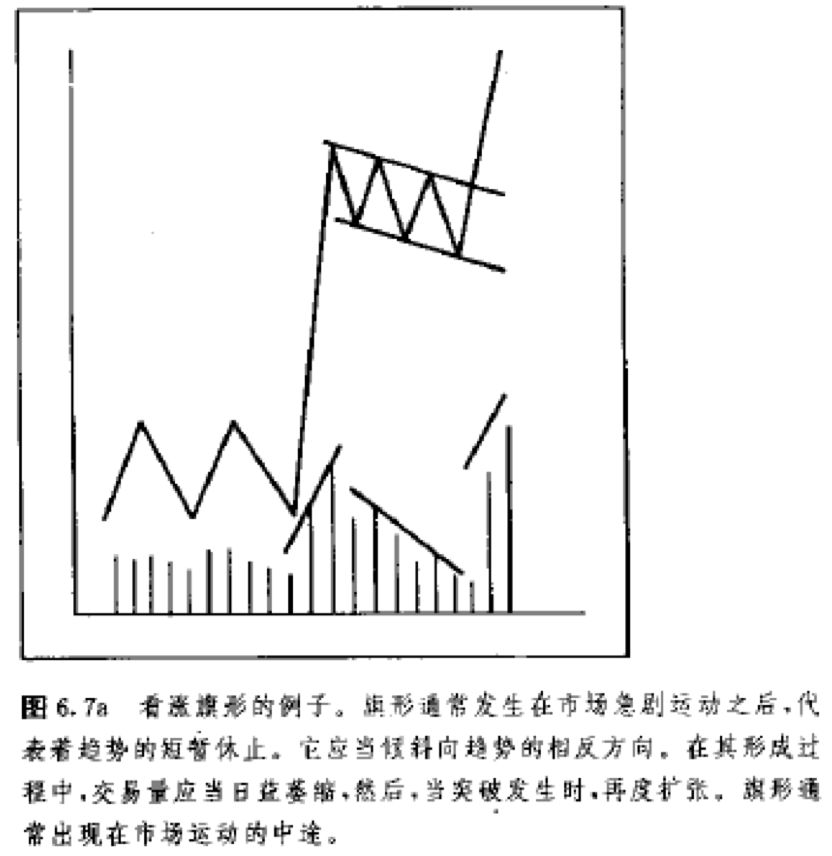 图6.7a 看涨旗形的例子。旗形通常发生在市场急剧运动之后,代
表着趋势的短暂休止。它应当倾斜向趋势的相反方向。在其形成过
程中,交易量应当日益萎缩,然后,当突破发生时,再度扩张。旗形通
常出现在市场运动的中途。